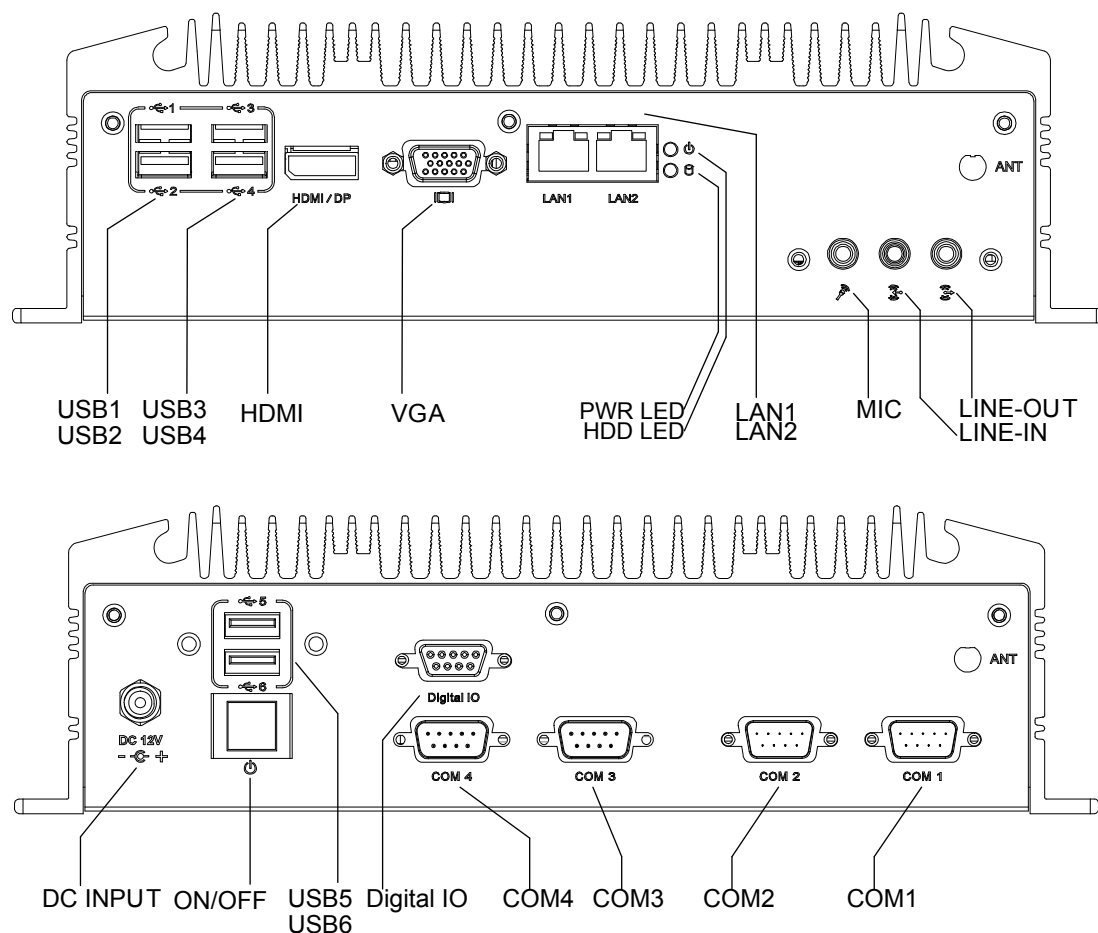 1 3
2 4
HDMI / DP
LAN1 LAN2
ANT
USB1 USB3 HDMI VGA PWR LED LAN1 MIC LINE-OUT
USB2 USB4 HDD LED LAN2 LINE-IN
5
6
ANT
Digital IO
DC 12V
- +
COM 4 COM 3 COM 2 COM 1
DC INPUT ON/OFF USB5 Digital IO COM4 COM3 COM2 COM1
USB6